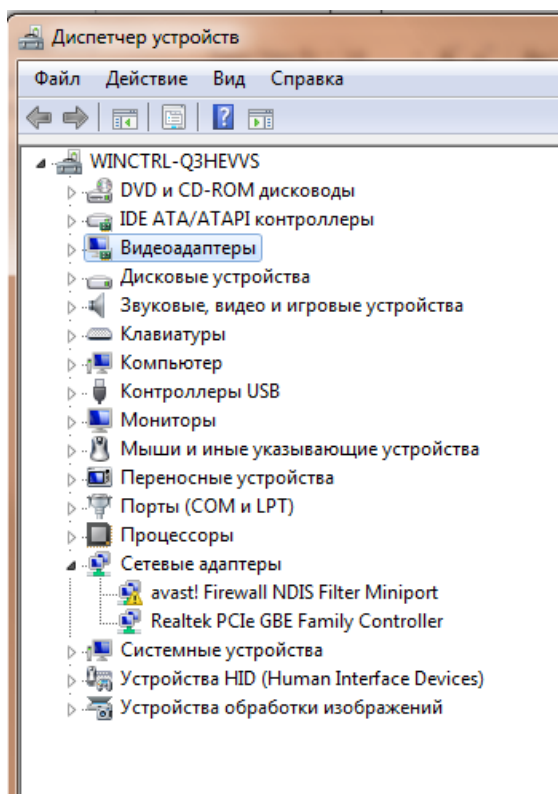 Диспетчер устройств
Файл Действие Вид Справка
WINCTRL-Q3HEVVS
DVD и CD-ROM дисководы
IDE ATA/ATAPI контроллеры
Видеоадаптеры
Дисковые устройства
Звуковые, видео и игровые устройства
Клавиатуры
Компьютер
Контроллеры USB
Мониторы
Мыши и иные указывающие устройства
Переносные устройства
Порты (COM и LPT)
Процессоры
Сетевые адаптеры
avast! Firewall NDIS Filter Miniport
Realtek PCIe GBE Family Controller
Системные устройства
Устройства HID (Human Interface Devices)
Устройства обработки изображений